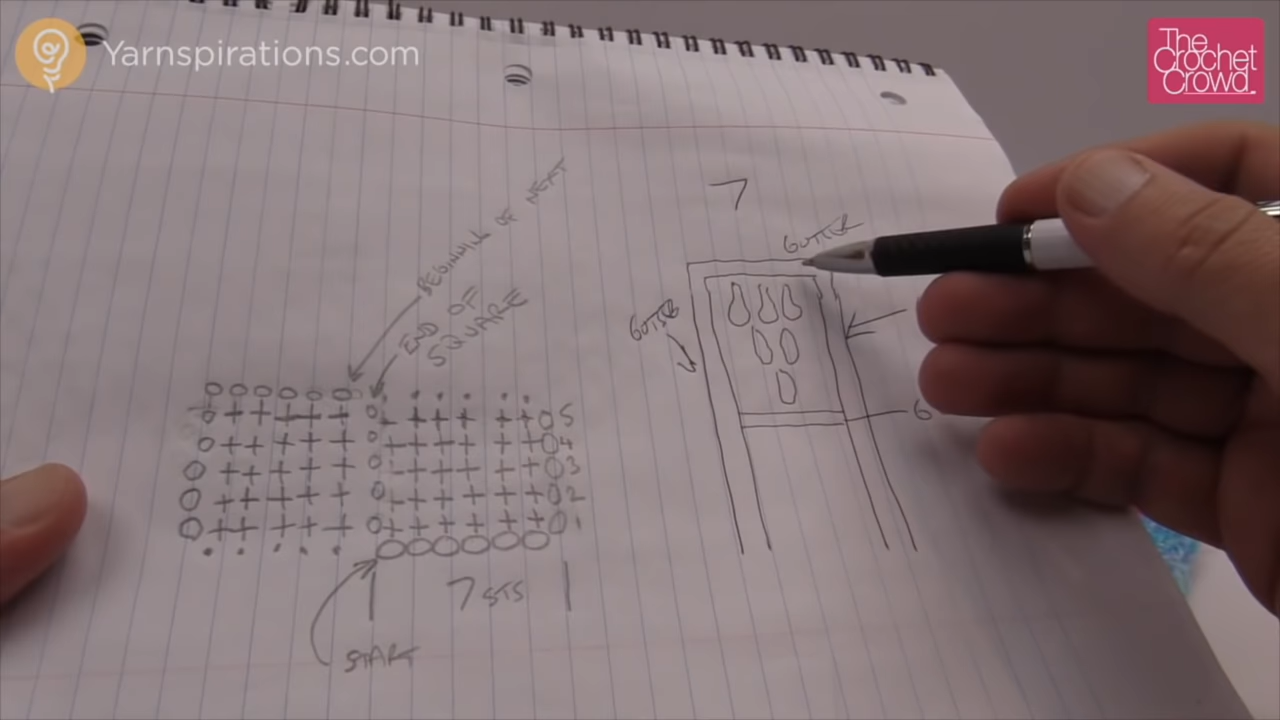 Yarnspirations.com
The
Crochet
Crowd
BEGINNING OF NEXT
END OF
SQUARE
5
4
3
2
1
7 STS
START
7
GUTTER
GUTTER
6